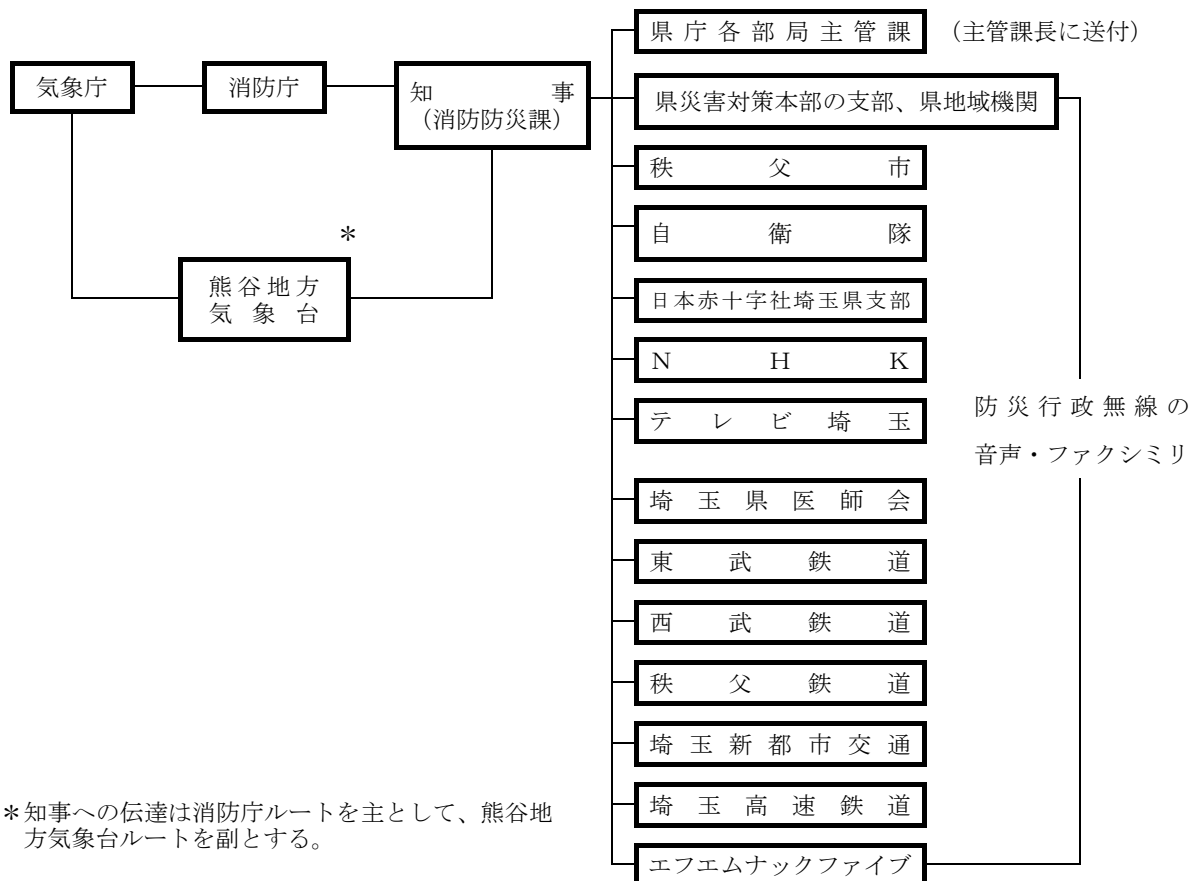 気象庁
消防庁
知事
（消防防災課）
＊
熊谷地方
気象台
県庁各部局主管課
（主管課長に送付）
県災害対策本部の支部、県地域機関
秩父市
自衛隊
日本赤十字社埼玉県支部
ＮＨＫ
テレビ埼玉
埼玉県医師会
東武鉄道
西武鉄道
秩父鉄道
埼玉新都市交通
埼玉高速鉄道
エフエムナックファイブ
防災行政無線の
音声・ファクシミリ
＊知事への伝達は消防庁ルートを主として、熊谷地
方気象台ルートを副とする。